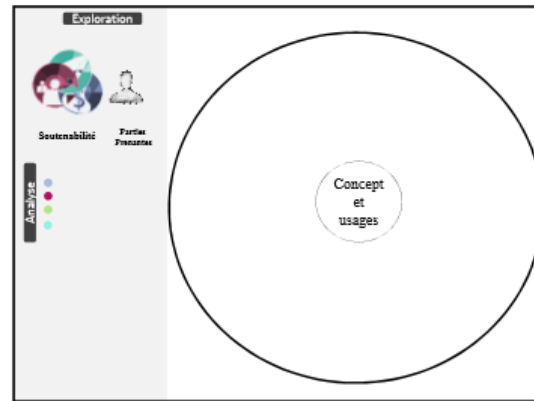 Exploration
Soutenabilité
Parties
Prenantes
Analyse
Concept
et
usages